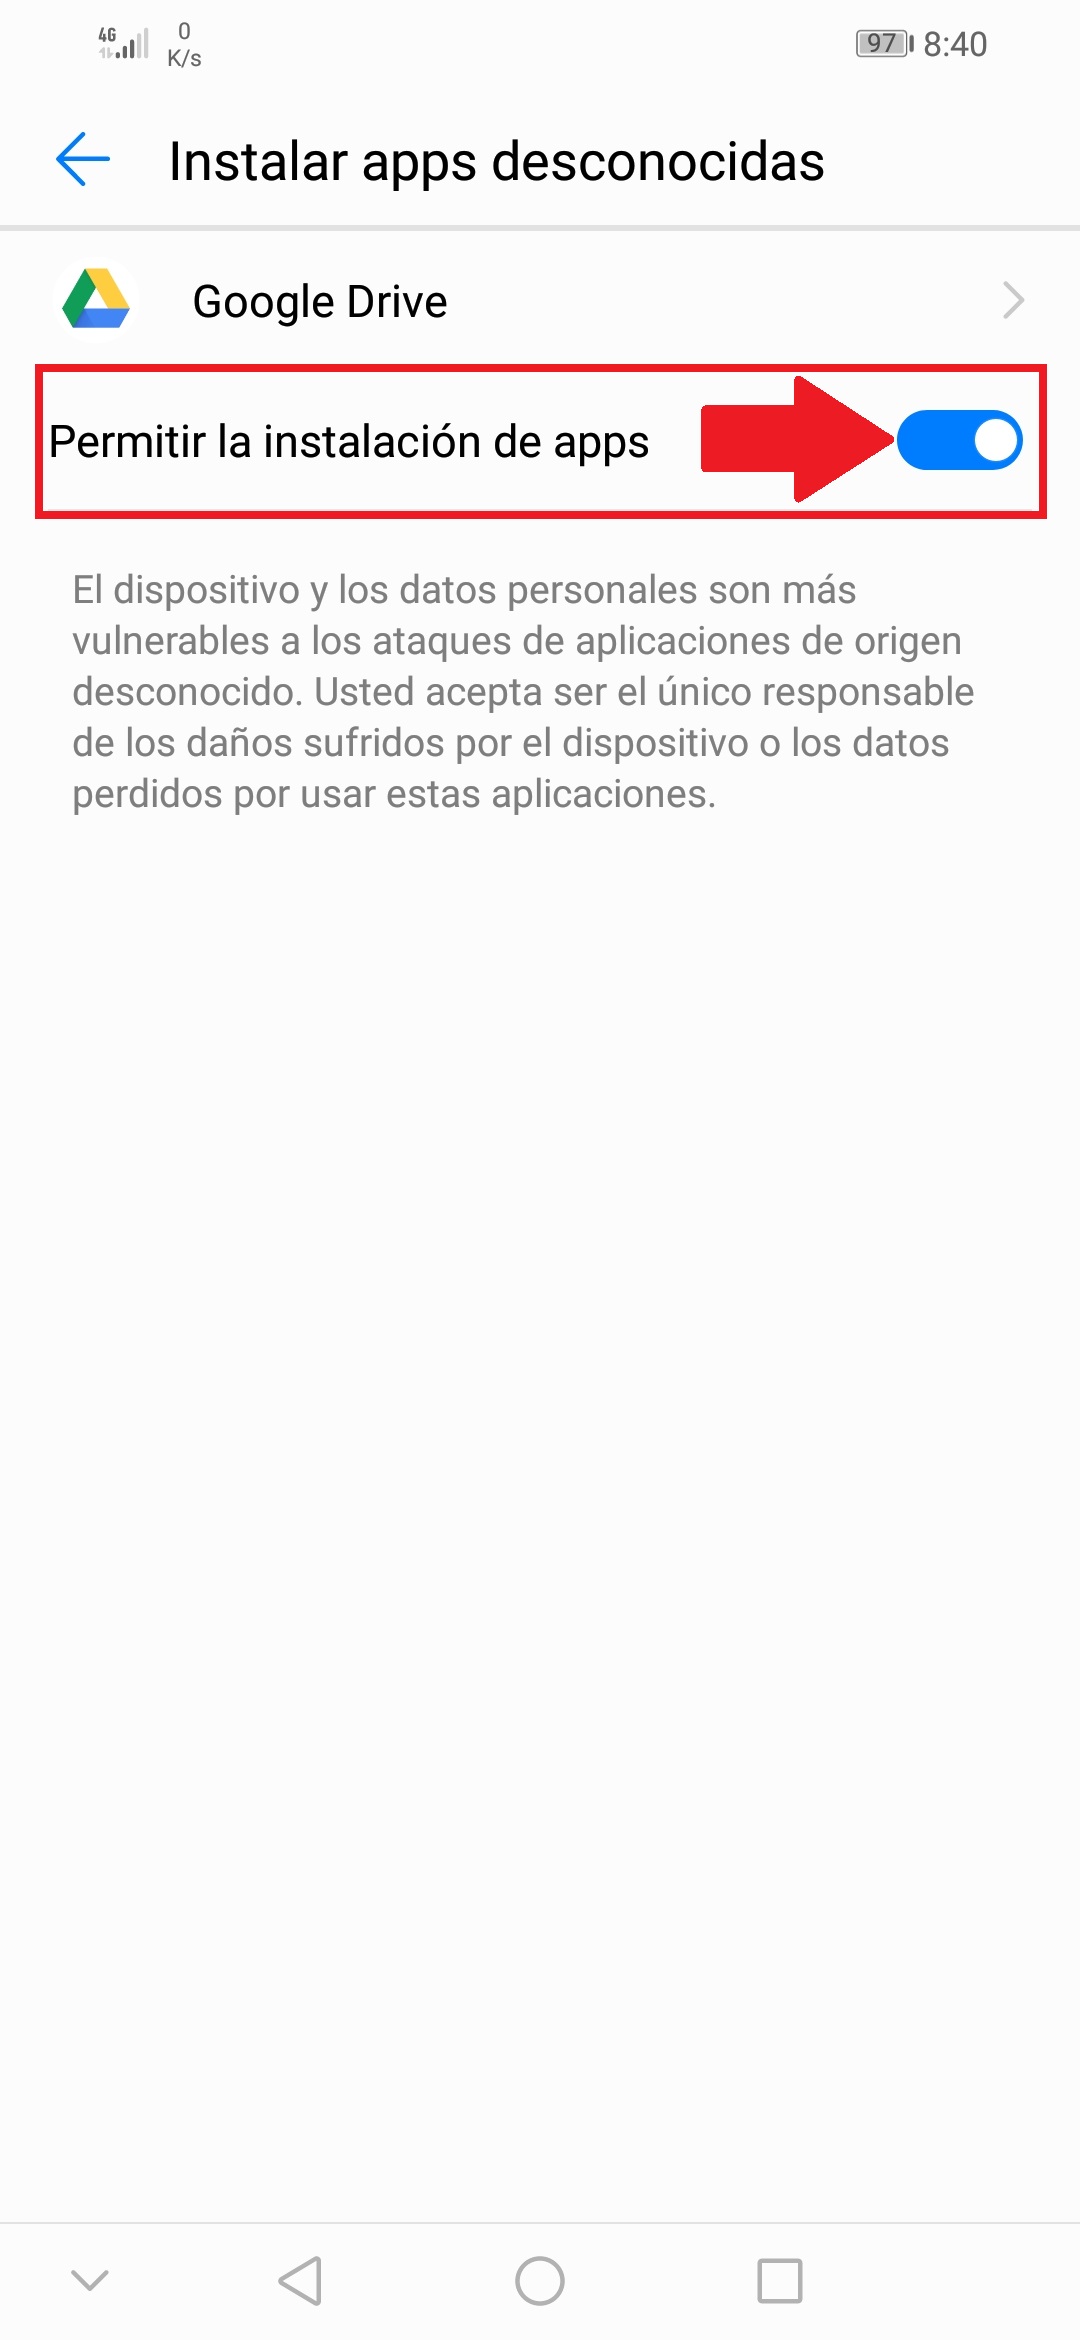 4G
0
K/s
97
8:40
Instalar apps desconocidas
Google Drive
Permitir la instalación de apps
El dispositivo y los datos personales son más
vulnerables a los ataques de aplicaciones de origen
desconocido. Usted acepta ser el único responsable
de los daños sufridos por el dispositivo o los datos
perdidos por usar estas aplicaciones.